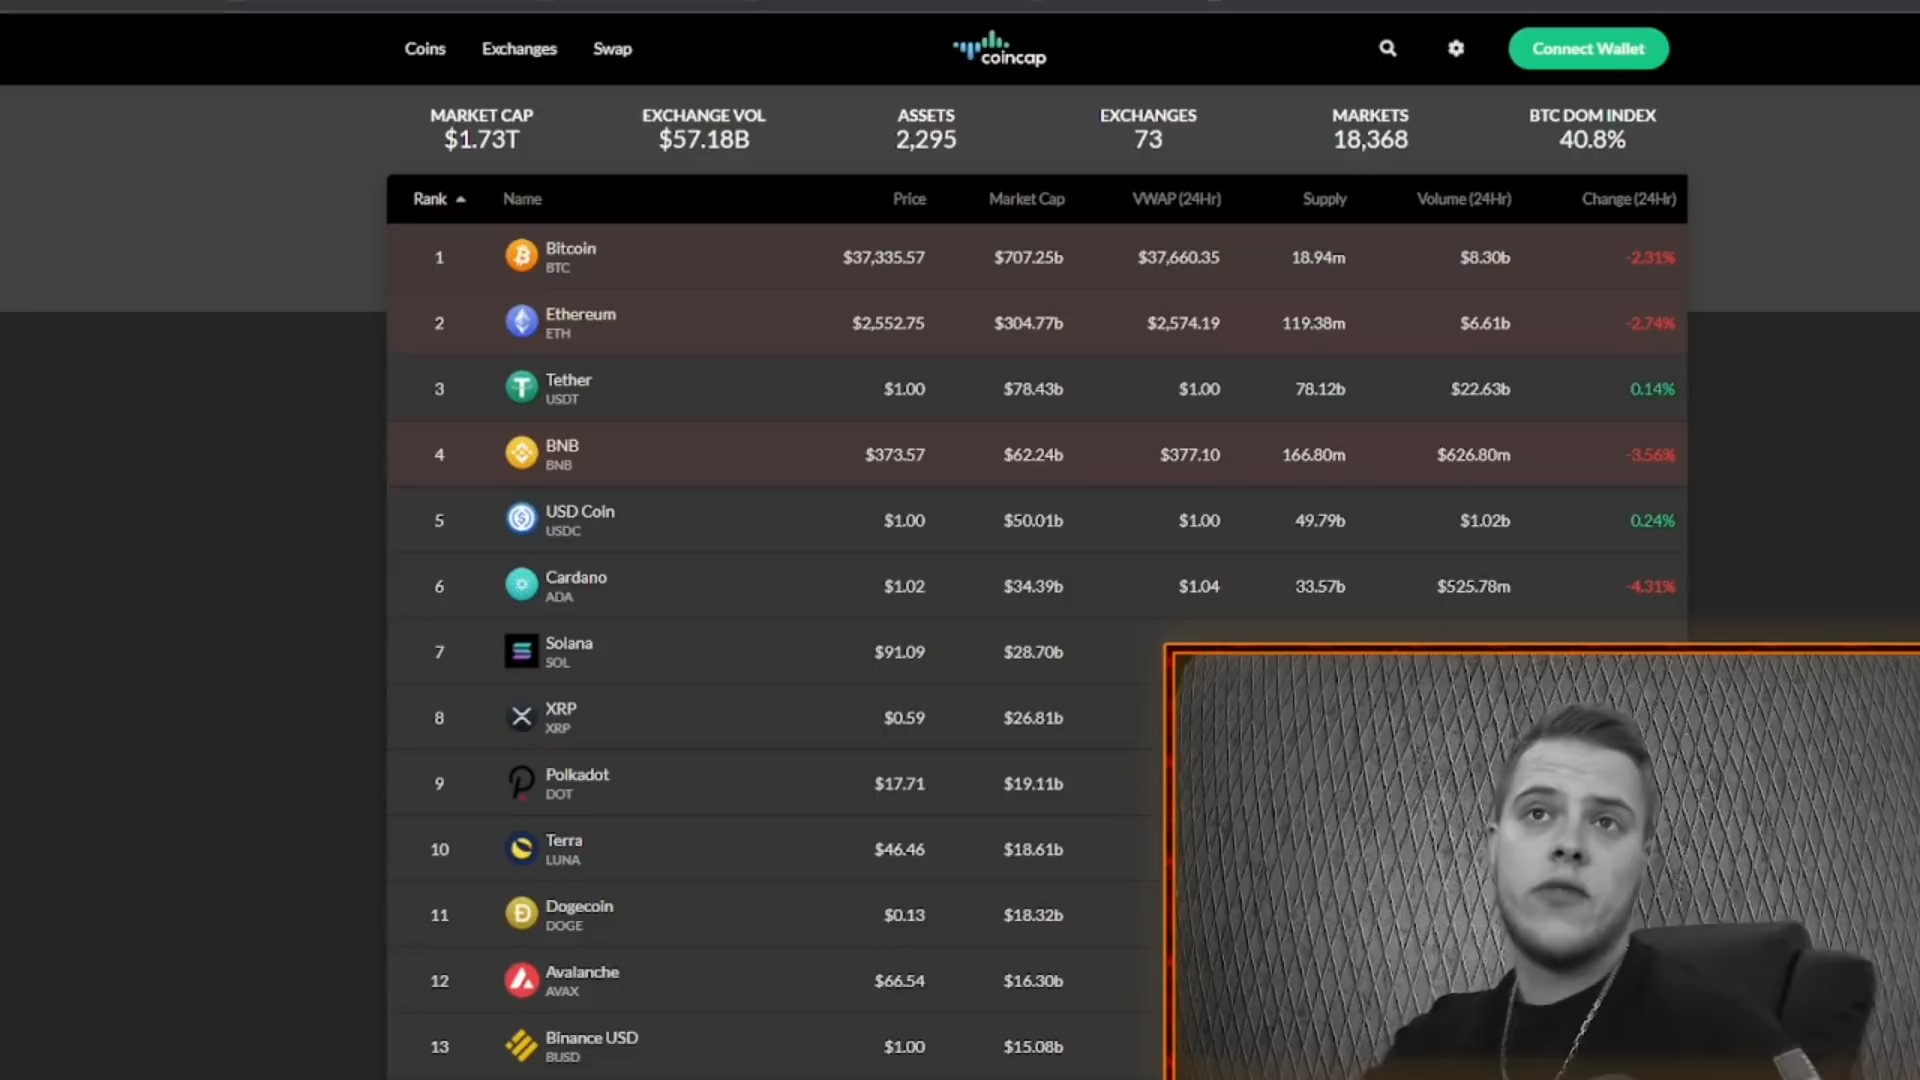 Coins Exchanges Swap coincap Connect Wallet
MARKET CAP EXCHANGE VOL ASSETS EXCHANGES MARKETS BTC DOM INDEX
$1.73T $57.18B 2,295 73 18,368 40.8%
Rank Name Price Market Cap VWAP (24Hr) Supply Volume (24Hr) Change (24Hr)
1 Bitcoin $37,335.57 $707.25b $37,660.35 18.94m $8.30b -2.31%
BTC
2 Ethereum $2,552.75 $304.77b $2,574.19 119.38m $6.61b -2.74%
ETH
3 Tether $1.00 $78.43b $1.00 78.12b $22.63b 0.14%
USDT
4 BNB $373.57 $62.24b $377.10 166.80m $626.80m -3.56%
BNB
5 USD Coin $1.00 $50.01b $1.00 49.79b $1.02b 0.24%
USDC
6 Cardano $1.02 $34.39b $1.04 33.57b $525.78m -4.31%
ADA
7 Solana $91.09 $28.70b
SOL
8 XRP $0.59 $26.81b
XRP
9 Polkadot $17.71 $19.11b
DOT
10 Terra $46.46 $18.61b
LUNA
11 Dogecoin $0.13 $18.32b
DOGE
12 Avalanche $66.54 $16.30b
AVAX
13 Binance USD $1.00 $15.08b
BUSD